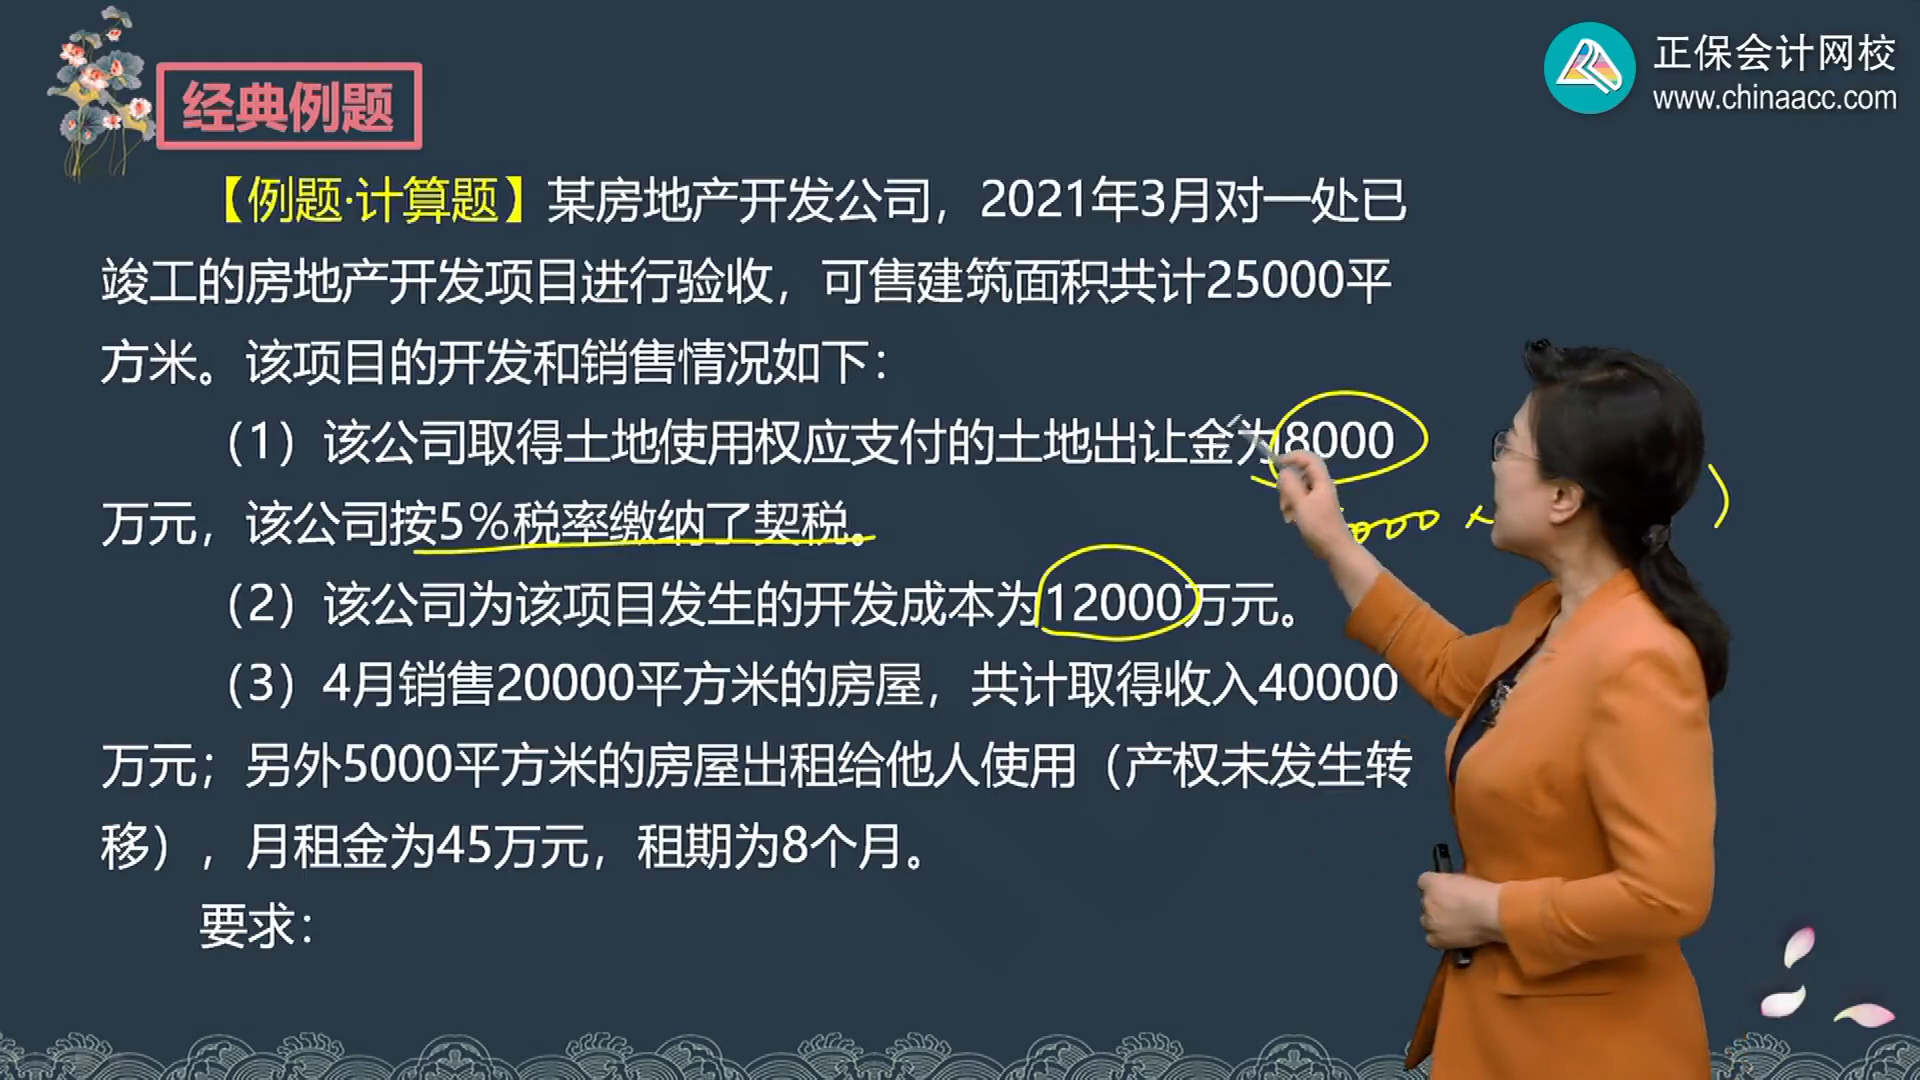 正保会计网校
www.chinaacc.com
经典例题
【例题·计算题】某房地产开发公司，2021年3月对一处已
竣工的房地产开发项目进行验收，可售建筑面积共计25000平
方米。该项目的开发和销售情况如下：
（1）该公司取得土地使用权应支付的土地出让金为8000
万元，该公司按5%税率缴纳了契税。
000 ×
（2）该公司为该项目发生的开发成本为12000万元。
（3）4月销售20000平方米的房屋，共计取得收入40000
万元；另外5000平方米的房屋出租给他人使用（产权未发生转
移），月租金为45万元，租期为8个月。
要求：